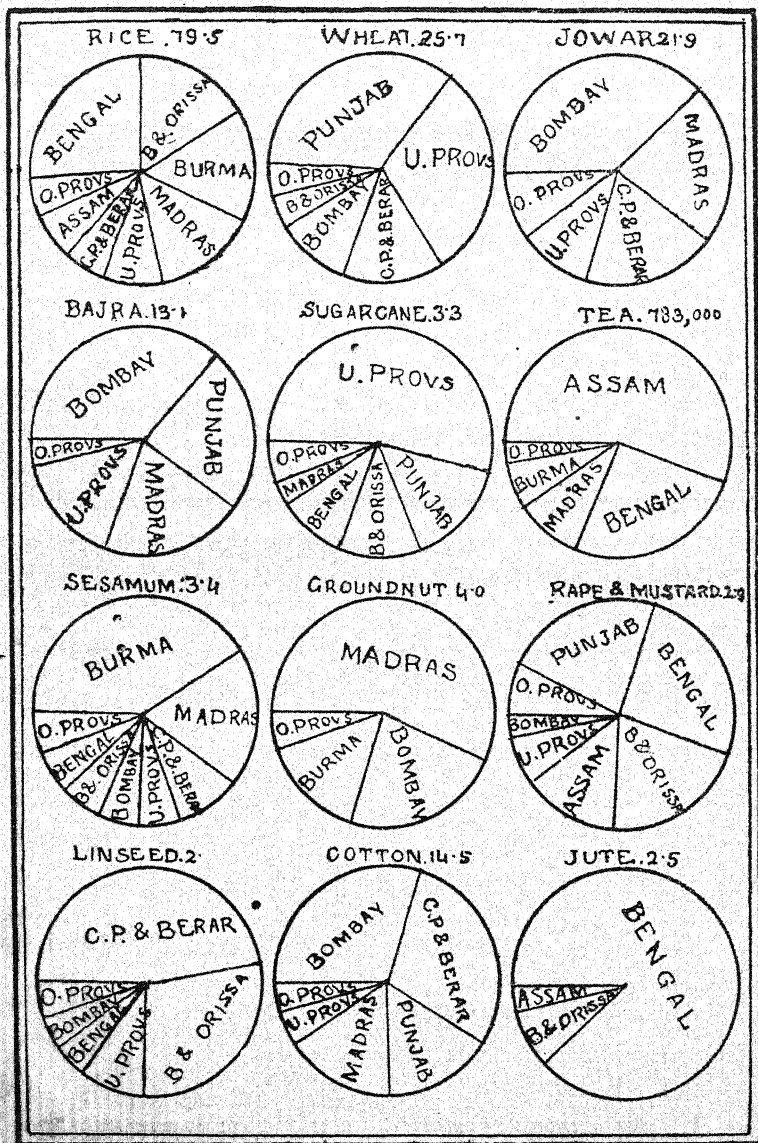 RICE.79·5
BENGAL
B & ORISSA
BURMA
MADRAS
U.PROVS
C.P.& BERAR
ASSAM
O.PROVS
WHEAT.25·7
PUNJAB
U.PROVS
C.P.& BERAR
BOMBAY
B & ORISSA
O.PROVS
JOWAR21·9
BOMBAY
MADRAS
C.P.& BERAR
U.PROVS
O.PROVS
BAJRA.13·1
BOMBAY
PUNJAB
MADRAS
U.PROVS
O.PROVS
SUGARCANE.3·3
U.PROVS
PUNJAB
B & ORISSA
BENGAL
MADRAS
O.PROVS
TEA.783,000
ASSAM
BENGAL
MADRAS
BURMA
O.PROVS
SESAMUM.3·4
BURMA
MADRAS
C.P.& BERAR
U.PROVS
BOMBAY
B & ORISSA
BENGAL
O.PROVS
GROUNDNUT 4·0
MADRAS
BOMBAY
BURMA
O.PROVS
RAPE & MUSTARD.2·9
PUNJAB
BENGAL
B & ORISSA
ASSAM
U.PROVS
BOMBAY
O.PROVS
LINSEED.2·
C.P. & BERAR
B & ORISSA
U.PROVS
BENGAL
BOMBAY
O.PROVS
COTTON.14·5
BOMBAY
C.P.& BERAR
PUNJAB
MADRAS
U.PROVS
O.PROVS
JUTE.2·5
BENGAL
B.& ORISSA
ASSAM